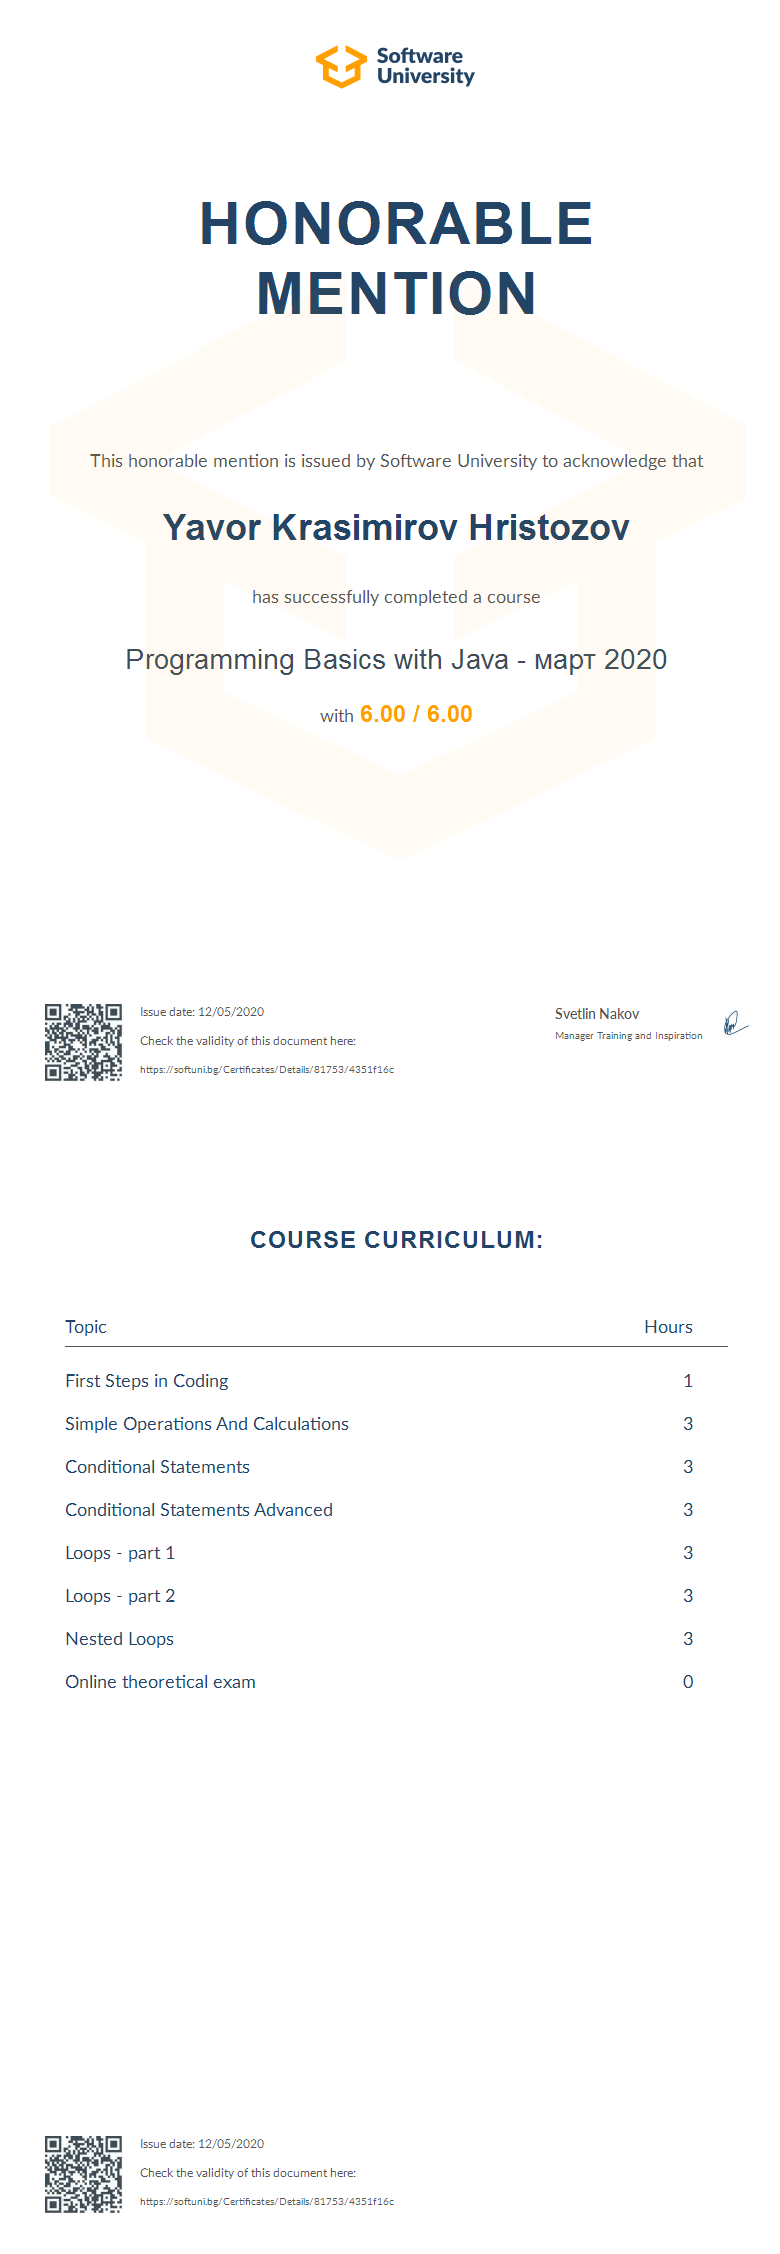 Software
University
HONORABLE
MENTION
This honorable mention is issued by Software University to acknowledge that
Yavor Krasimirov Hristozov
has successfully completed a course
Programming Basics with Java - март 2020
with 6.00 / 6.00
Issue date: 12/05/2020
Check the validity of this document here:
https://softuni.bg/Certificates/Details/81753/4351f16c
Svetlin Nakov
Manager Training and Inspiration
COURSE CURRICULUM:
Topic Hours
First Steps in Coding 1
Simple Operations And Calculations 3
Conditional Statements 3
Conditional Statements Advanced 3
Loops - part 1 3
Loops - part 2 3
Nested Loops 3
Online theoretical exam 0
Issue date: 12/05/2020
Check the validity of this document here:
https://softuni.bg/Certificates/Details/81753/4351f16c